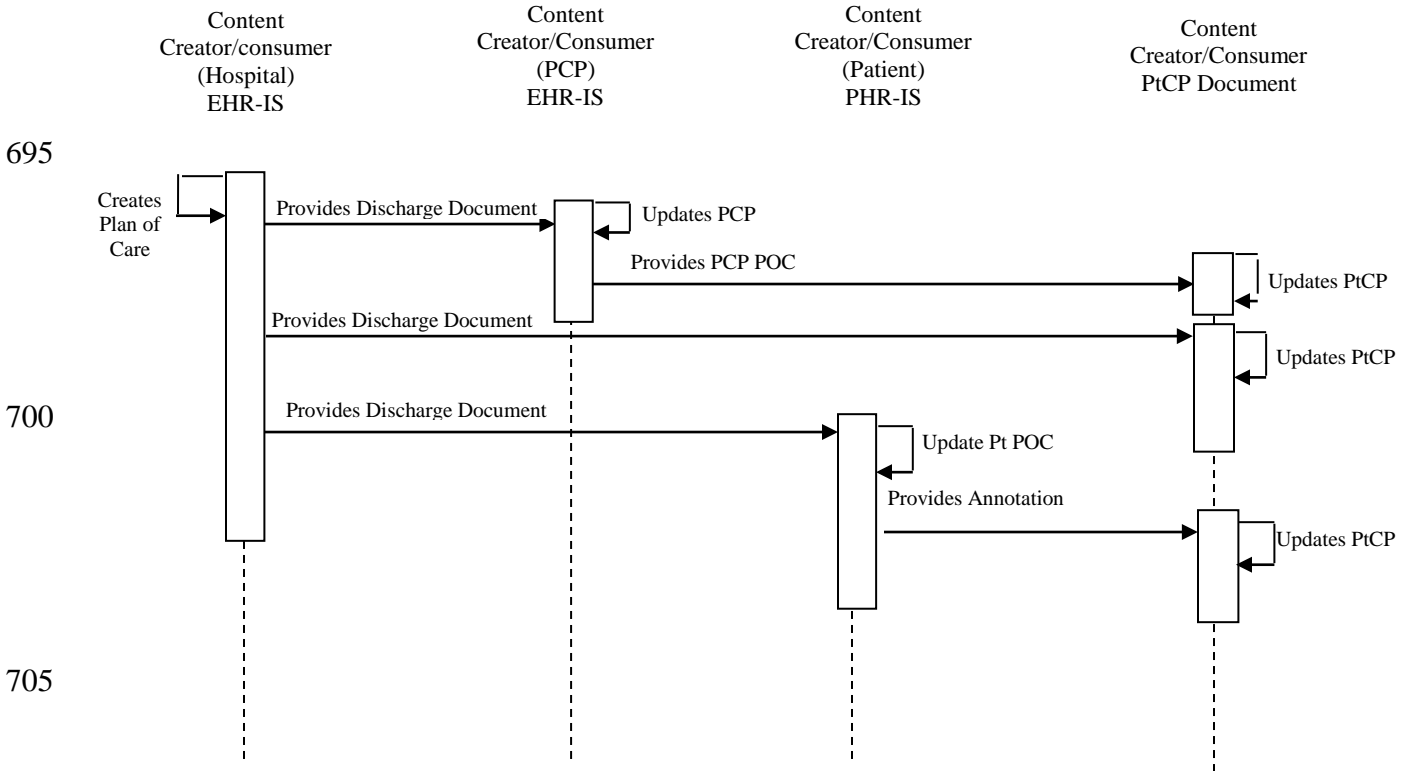 Content
Creator/consumer
(Hospital)
EHR-IS
Content
Creator/Consumer
(PCP)
EHR-IS
Content
Creator/Consumer
(Patient)
PHR-IS
Content
Creator/Consumer
PtCP Document
695
Creates
Plan of
Care
Provides Discharge Document
Updates PCP
Provides PCP POC
Updates PtCP
Provides Discharge Document
Updates PtCP
700
Provides Discharge Document
Update Pt POC
Provides Annotation
Updates PtCP
705